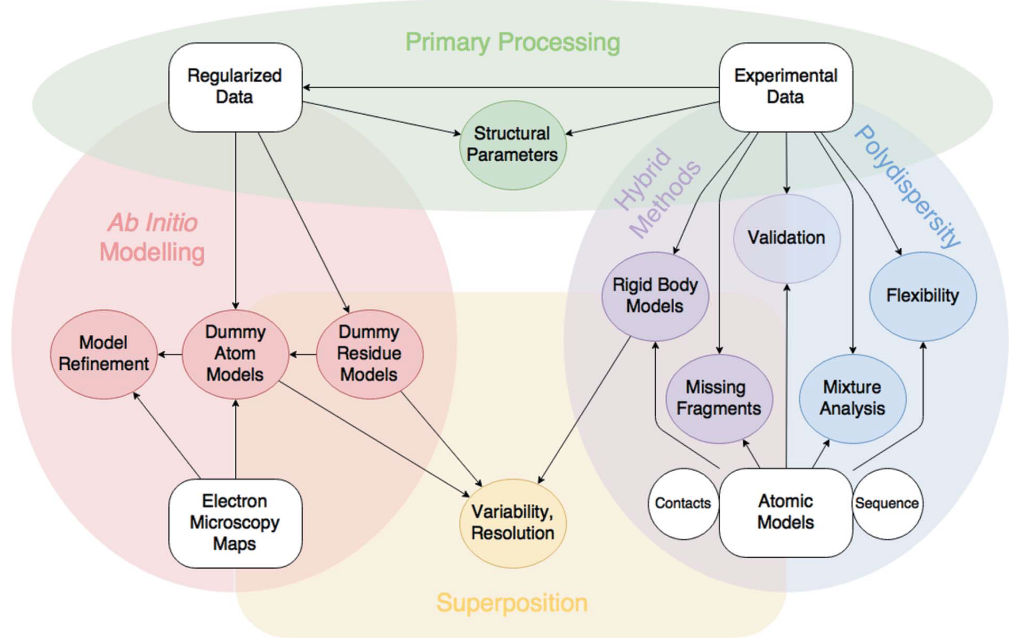 Primary Processing
Regularized
Data
Experimental
Data
Structural
Parameters
Hybrid
Methods
Polydispersity
Ab Initio
Modelling
Validation
Rigid Body
Models
Flexibility
Model
Refinement
Dummy
Atom
Models
Dummy
Residue
Models
Missing
Fragments
Mixture
Analysis
Electron
Microscopy
Maps
Variability,
Resolution
Contacts
Atomic
Models
Sequence
Superposition